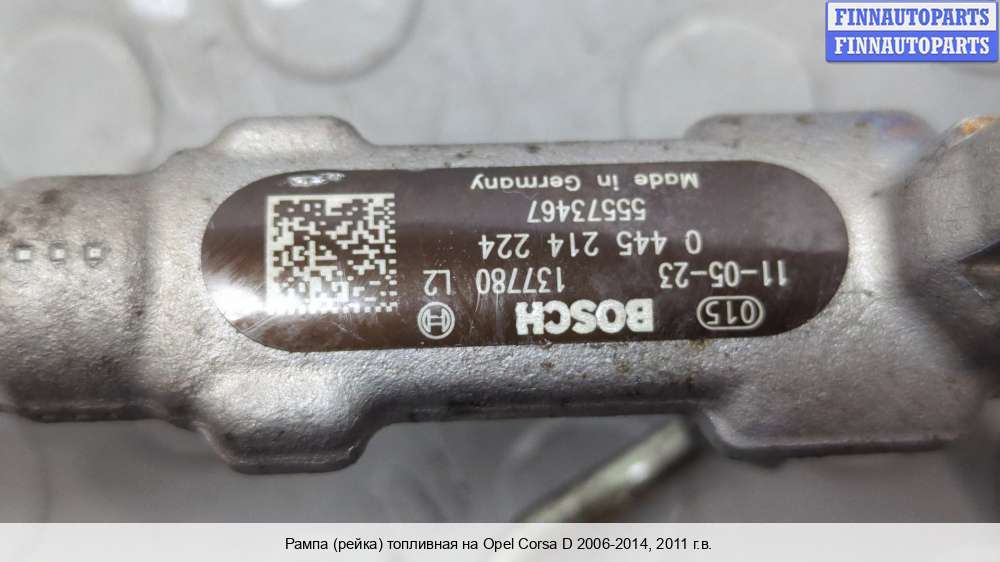 FINNAUTOPARTS
FINNAUTOPARTS
015 BOSCH
11-05-23 137780 L2
0 445 214 224
55573467
Made in Germany
Рампа (рейка) топливная на Opel Corsa D 2006-2014, 2011 г.в.